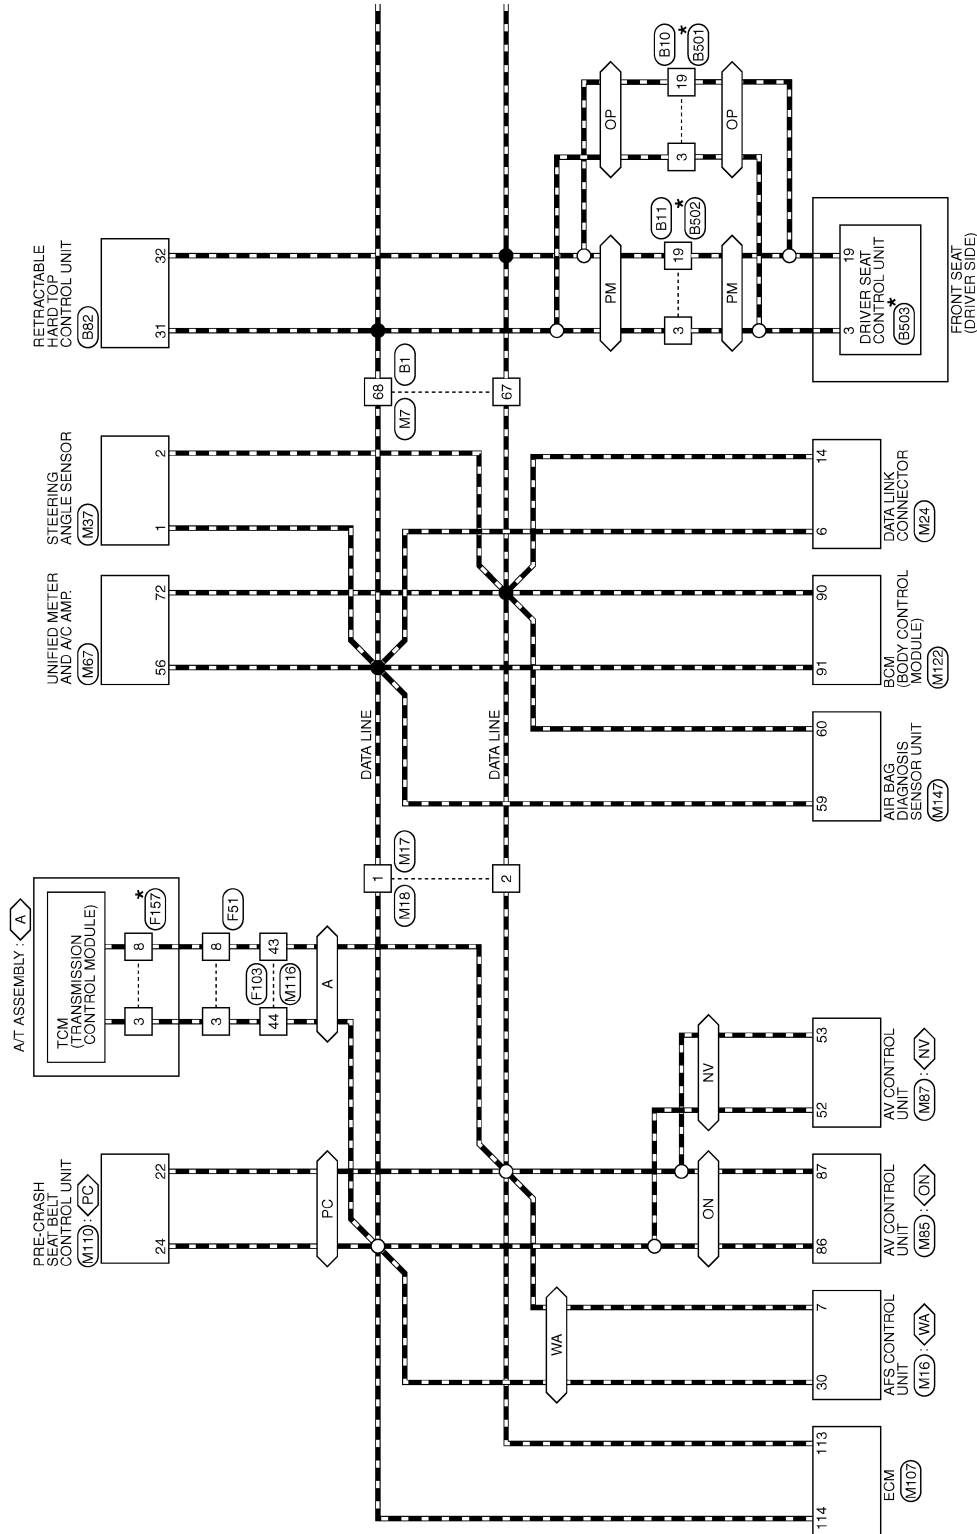 RETRACTABLE
HARD TOP
CONTROL UNIT
B82
31
32
STEERING
ANGLE SENSOR
M37
1
2
UNIFIED METER
AND A/C AMP.
M67
56
72
A/T ASSEMBLY : A
TCM
(TRANSMISSION
CONTROL MODULE)
3
8
*
F157
3
8
F51
44
43
F103
M116
A
PRE-CRASH
SEAT BELT
CONTROL UNIT
M110 : PC
24
22
PC
DATA LINE
DATA LINE
1
2
M18
M17
68
67
M7
B1
OP
OP
3
19
B10
*
B501
PM
PM
3
19
B11
*
B502
3
19
DRIVER SEAT
CONTROL UNIT
B503
*
FRONT SEAT
(DRIVER SIDE)
6
14
DATA LINK
CONNECTOR
M24
91
90
BCM
(BODY CONTROL
MODULE)
M122
59
60
AIR BAG
DIAGNOSIS
SENSOR UNIT
M147
NV
52
53
AV CONTROL
UNIT
M87 : NV
ON
86
87
AV CONTROL
UNIT
M85 : ON
WA
30
7
AFS CONTROL
UNIT
M16 : WA
114
113
ECM
M107